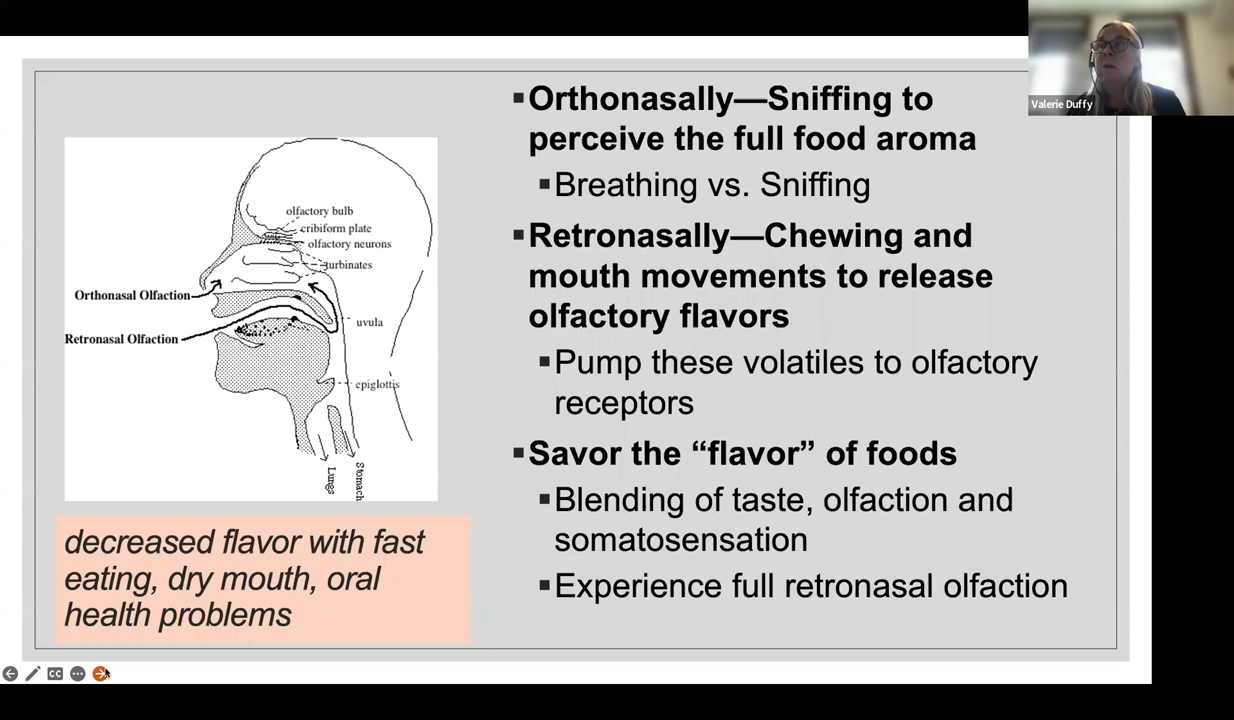 Valerie Duffy
▪Orthonasally—Sniffing to
perceive the full food aroma
▪Breathing vs. Sniffing
▪Retronasally—Chewing and
mouth movements to release
olfactory flavors
▪Pump these volatiles to olfactory
receptors
▪Savor the “flavor” of foods
▪Blending of taste, olfaction and
somatosensation
▪Experience full retronasal olfaction
olfactory bulb
cribiform plate
olfactory neurons
turbinates
Orthonasal Olfaction
uvula
Retronasal Olfaction
epiglottis
Lungs
Stomach
decreased flavor with fast
eating, dry mouth, oral
health problems
CC